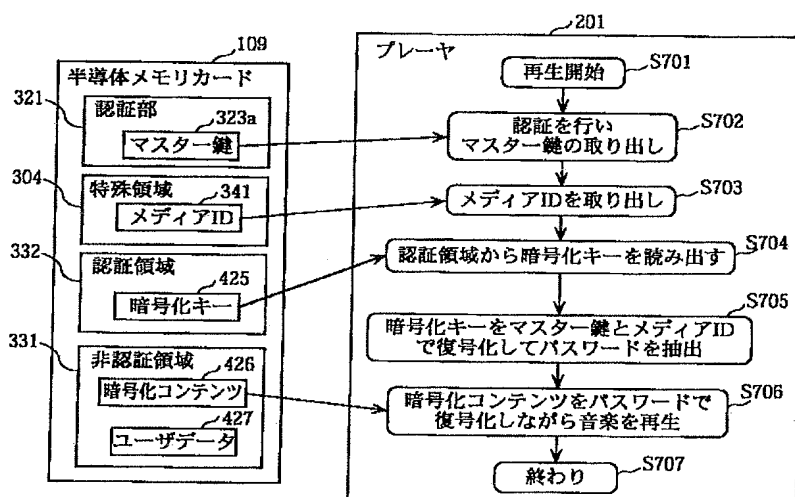 109
半導体メモリカード
321
認証部
323a
マスター鍵
304
特殊領域
341
メディアID
332
認証領域
425
暗号化キー
331
非認証領域
426
暗号化コンテンツ
427
ユーザデータ
201
プレーヤ
再生開始
S701
認証を行い
マスター鍵の取り出し
S702
メディアIDを取り出し
S703
認証領域から暗号化キーを読み出す
S704
暗号化キーをマスター鍵とメディアID
で復号化してパスワードを抽出
S705
暗号化コンテンツをパスワードで
復号化しながら音楽を再生
S706
終わり
S707